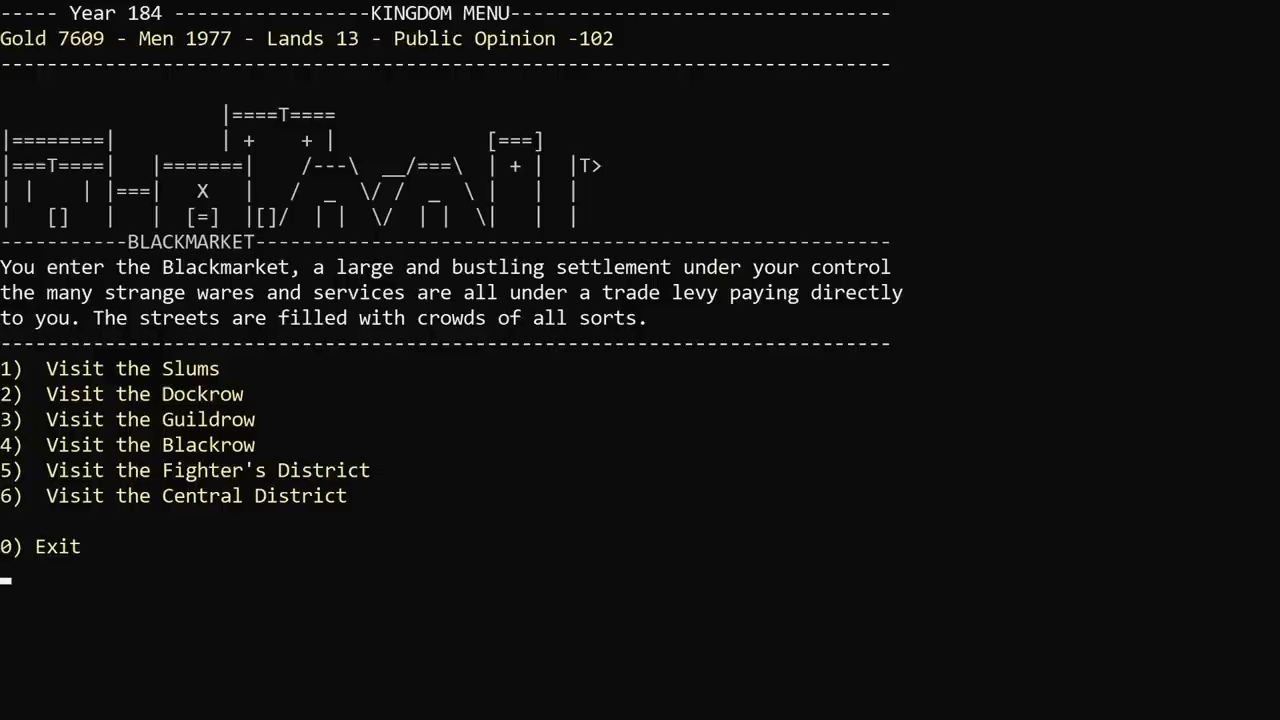 ----- Year 184 -----------------KINGDOM MENU---------------------------------
Gold 7609 - Men 1977 - Lands 13 - Public Opinion -102
-----------------------------------------------------------------------------
                   |====T====
|========|         | +    + |             [===]
|===T====|   |=======|    /---\  __/===\  | + |  |T>
| |    | |===|   X   |   /  _  \/ /  _  \ |   |  |
|   []   |   |  [=]  |[]/  | |  \/  | |  \|   |  |
-----------BLACKMARKET-------------------------------------------------------
You enter the Blackmarket, a large and bustling settlement under your control
the many strange wares and services are all under a trade levy paying directly
to you. The streets are filled with crowds of all sorts.
-----------------------------------------------------------------------------
1)  Visit the Slums
2)  Visit the Dockrow
3)  Visit the Guildrow
4)  Visit the Blackrow
5)  Visit the Fighter's District
6)  Visit the Central District
0) Exit